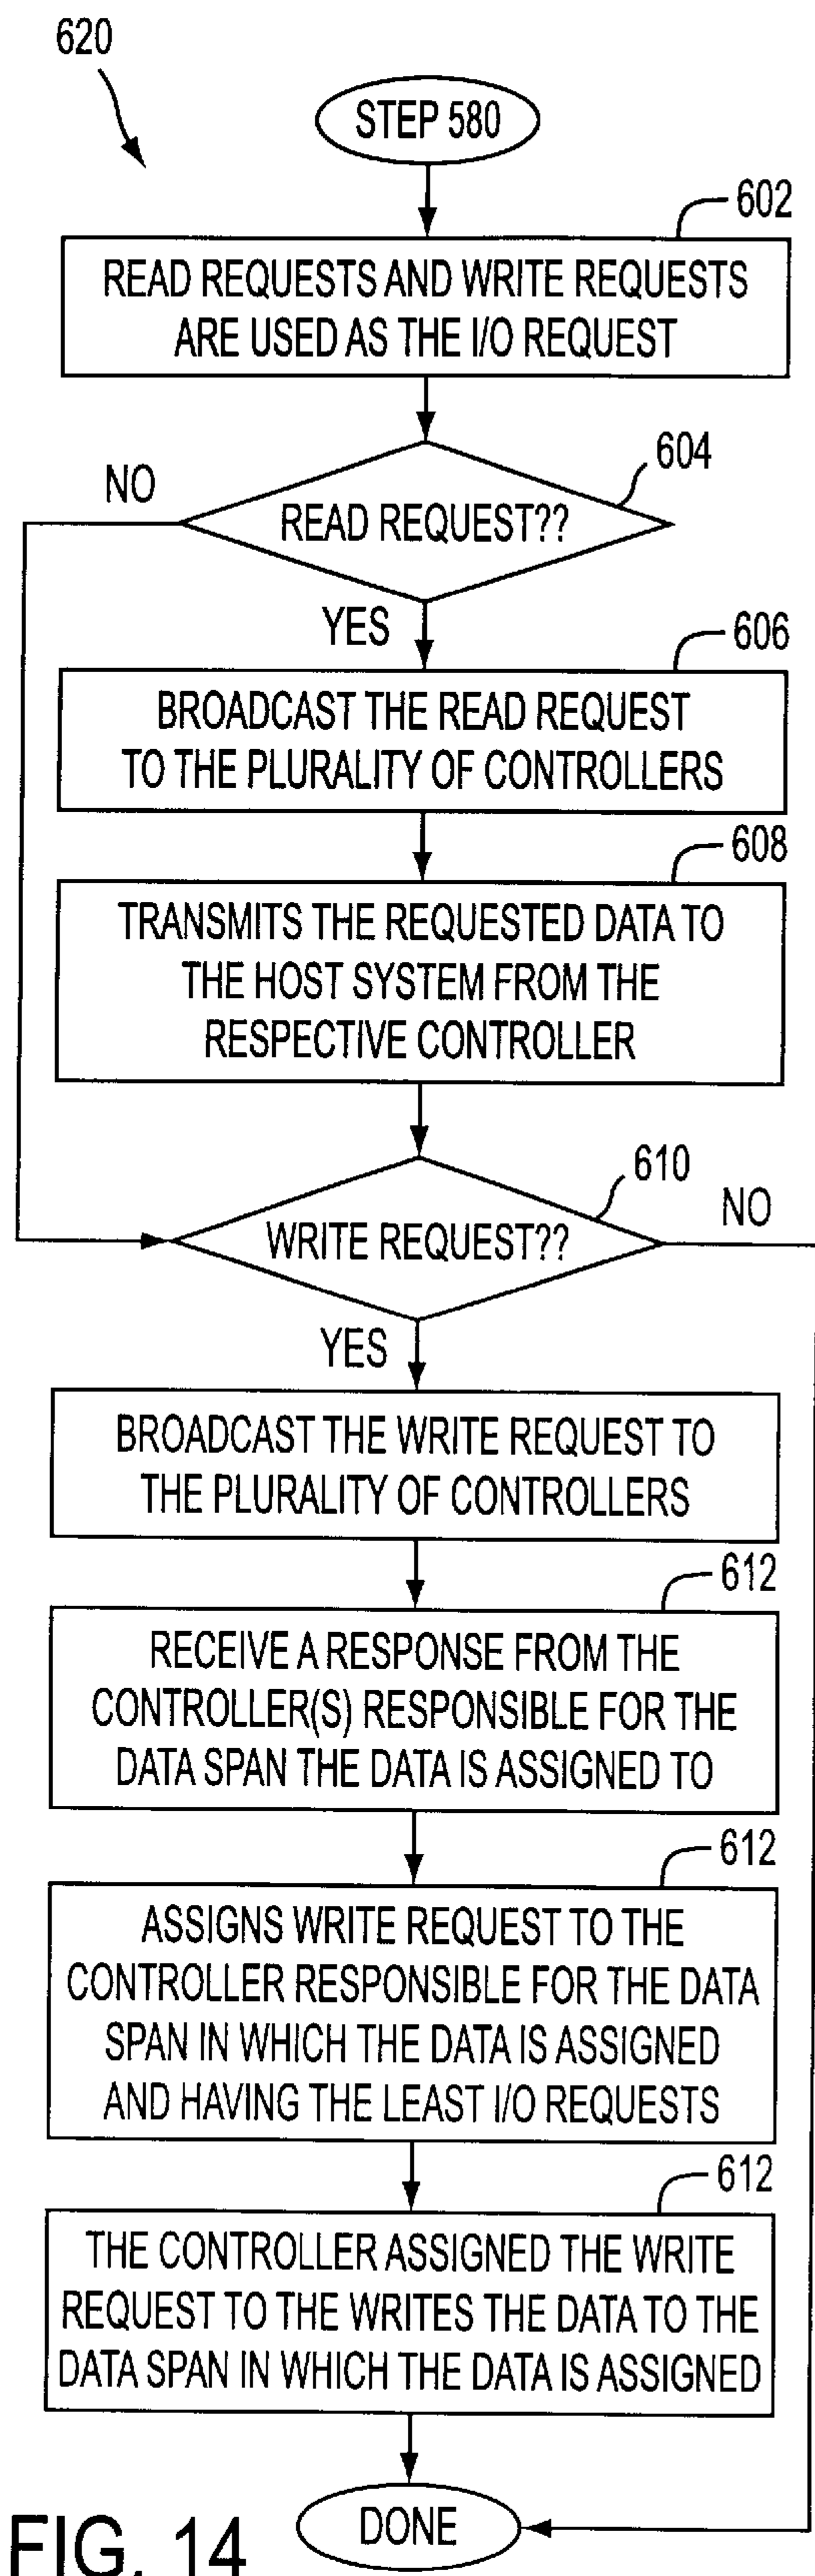 620
STEP 580
602
READ REQUESTS AND WRITE REQUESTS
ARE USED AS THE I/O REQUEST
604
NO
READ REQUEST??
YES
606
BROADCAST THE READ REQUEST
TO THE PLURALITY OF CONTROLLERS
608
TRANSMITS THE REQUESTED DATA TO
THE HOST SYSTEM FROM THE
RESPECTIVE CONTROLLER
610
NO
WRITE REQUEST??
YES
BROADCAST THE WRITE REQUEST TO
THE PLURALITY OF CONTROLLERS
612
RECEIVE A RESPONSE FROM THE
CONTROLLER(S) RESPONSIBLE FOR THE
DATA SPAN THE DATA IS ASSIGNED TO
612
ASSIGNS WRITE REQUEST TO THE
CONTROLLER RESPONSIBLE FOR THE DATA
SPAN IN WHICH THE DATA IS ASSIGNED
AND HAVING THE LEAST I/O REQUESTS
612
THE CONTROLLER ASSIGNED THE WRITE
REQUEST TO THE WRITES THE DATA TO THE
DATA SPAN IN WHICH THE DATA IS ASSIGNED
DONE
FIG. 14